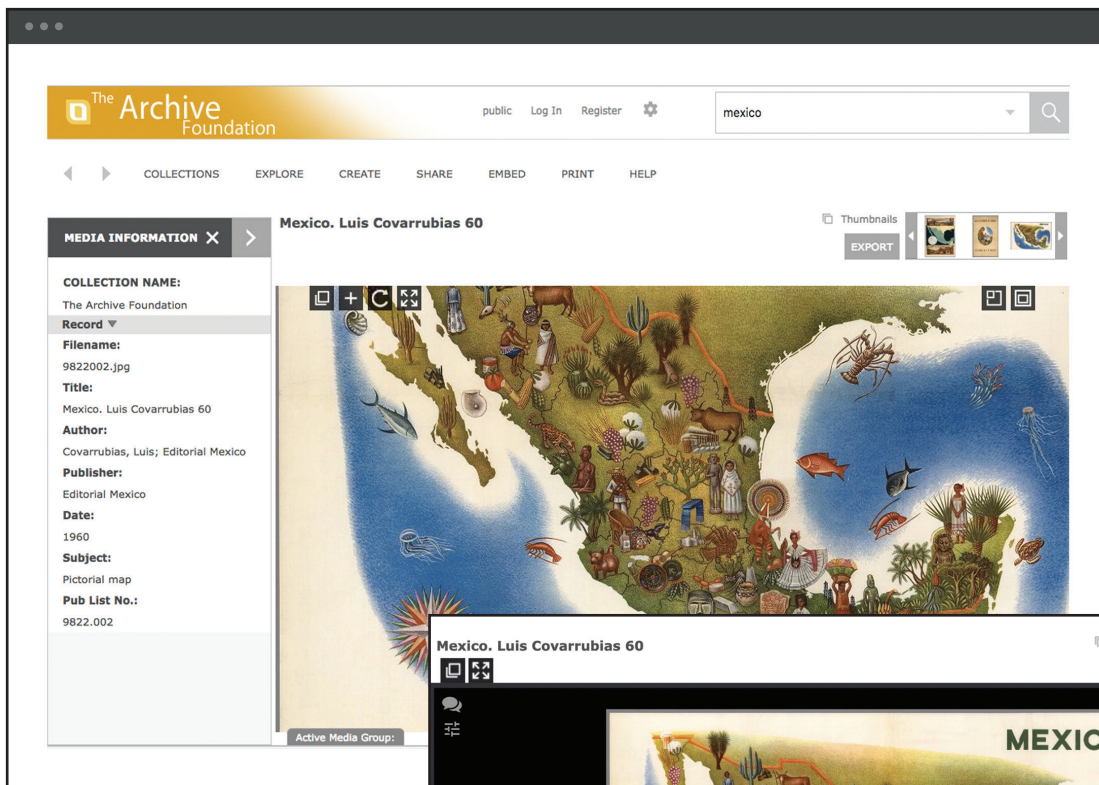 The Archive
Foundation
public Log In Register
mexico
COLLECTIONS EXPLORE CREATE SHARE EMBED PRINT HELP
MEDIA INFORMATION
Mexico. Luis Covarrubias 60
Thumbnails
EXPORT
COLLECTION NAME:
The Archive Foundation
Record
Filename:
9822002.jpg
Title:
Mexico. Luis Covarrubias 60
Author:
Covarrubias, Luis; Editorial Mexico
Publisher:
Editorial Mexico
Date:
1960
Subject:
Pictorial map
Pub List No.:
9822.002
Active Media Group:
Mexico. Luis Covarrubias 60
MEXIC